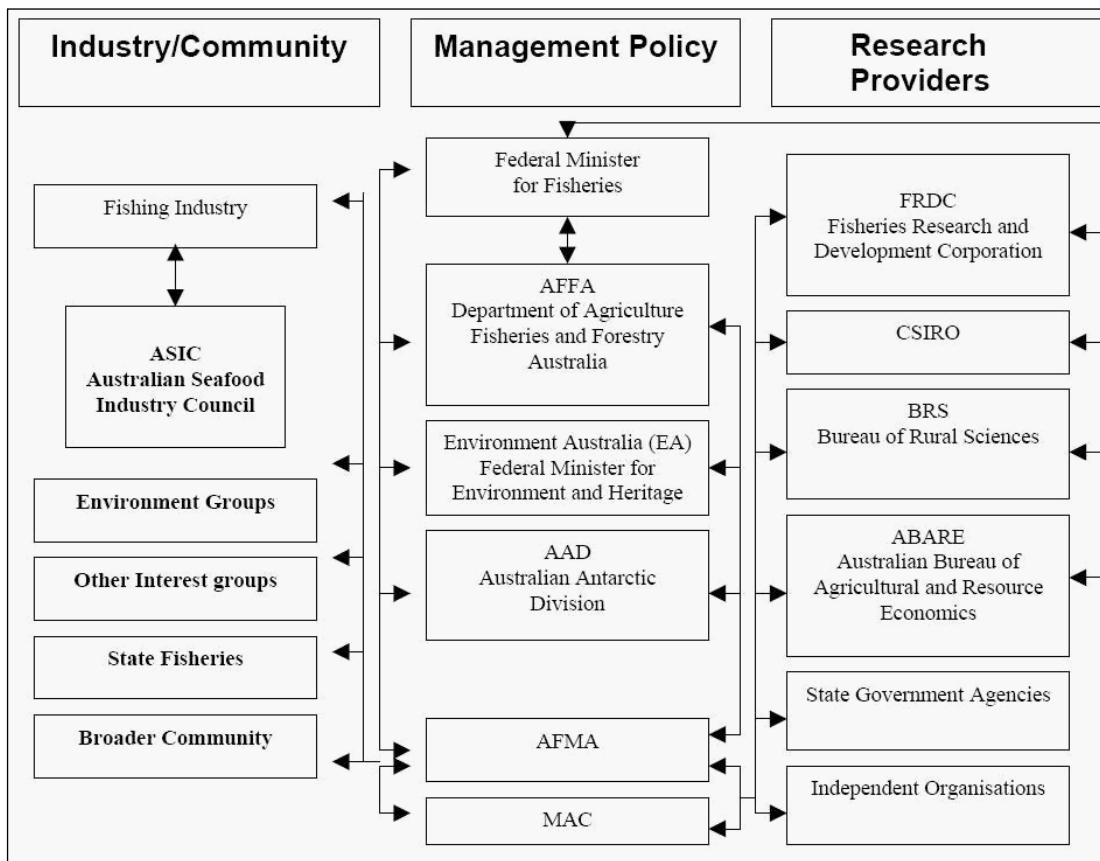 Industry/Community
Management Policy
Research
Providers
Fishing Industry
ASIC
Australian Seafood
Industry Council
Environment Groups
Other Interest groups
State Fisheries
Broader Community
Federal Minister
for Fisheries
AFFA
Department of Agriculture
Fisheries and Forestry
Australia
Environment Australia (EA)
Federal Minister for
Environment and Heritage
AAD
Australian Antarctic
Division
AFMA
MAC
FRDC
Fisheries Research and
Development Corporation
CSIRO
BRS
Bureau of Rural Sciences
ABARE
Australian Bureau of
Agricultural and Resource
Economics
State Government Agencies
Independent Organisations